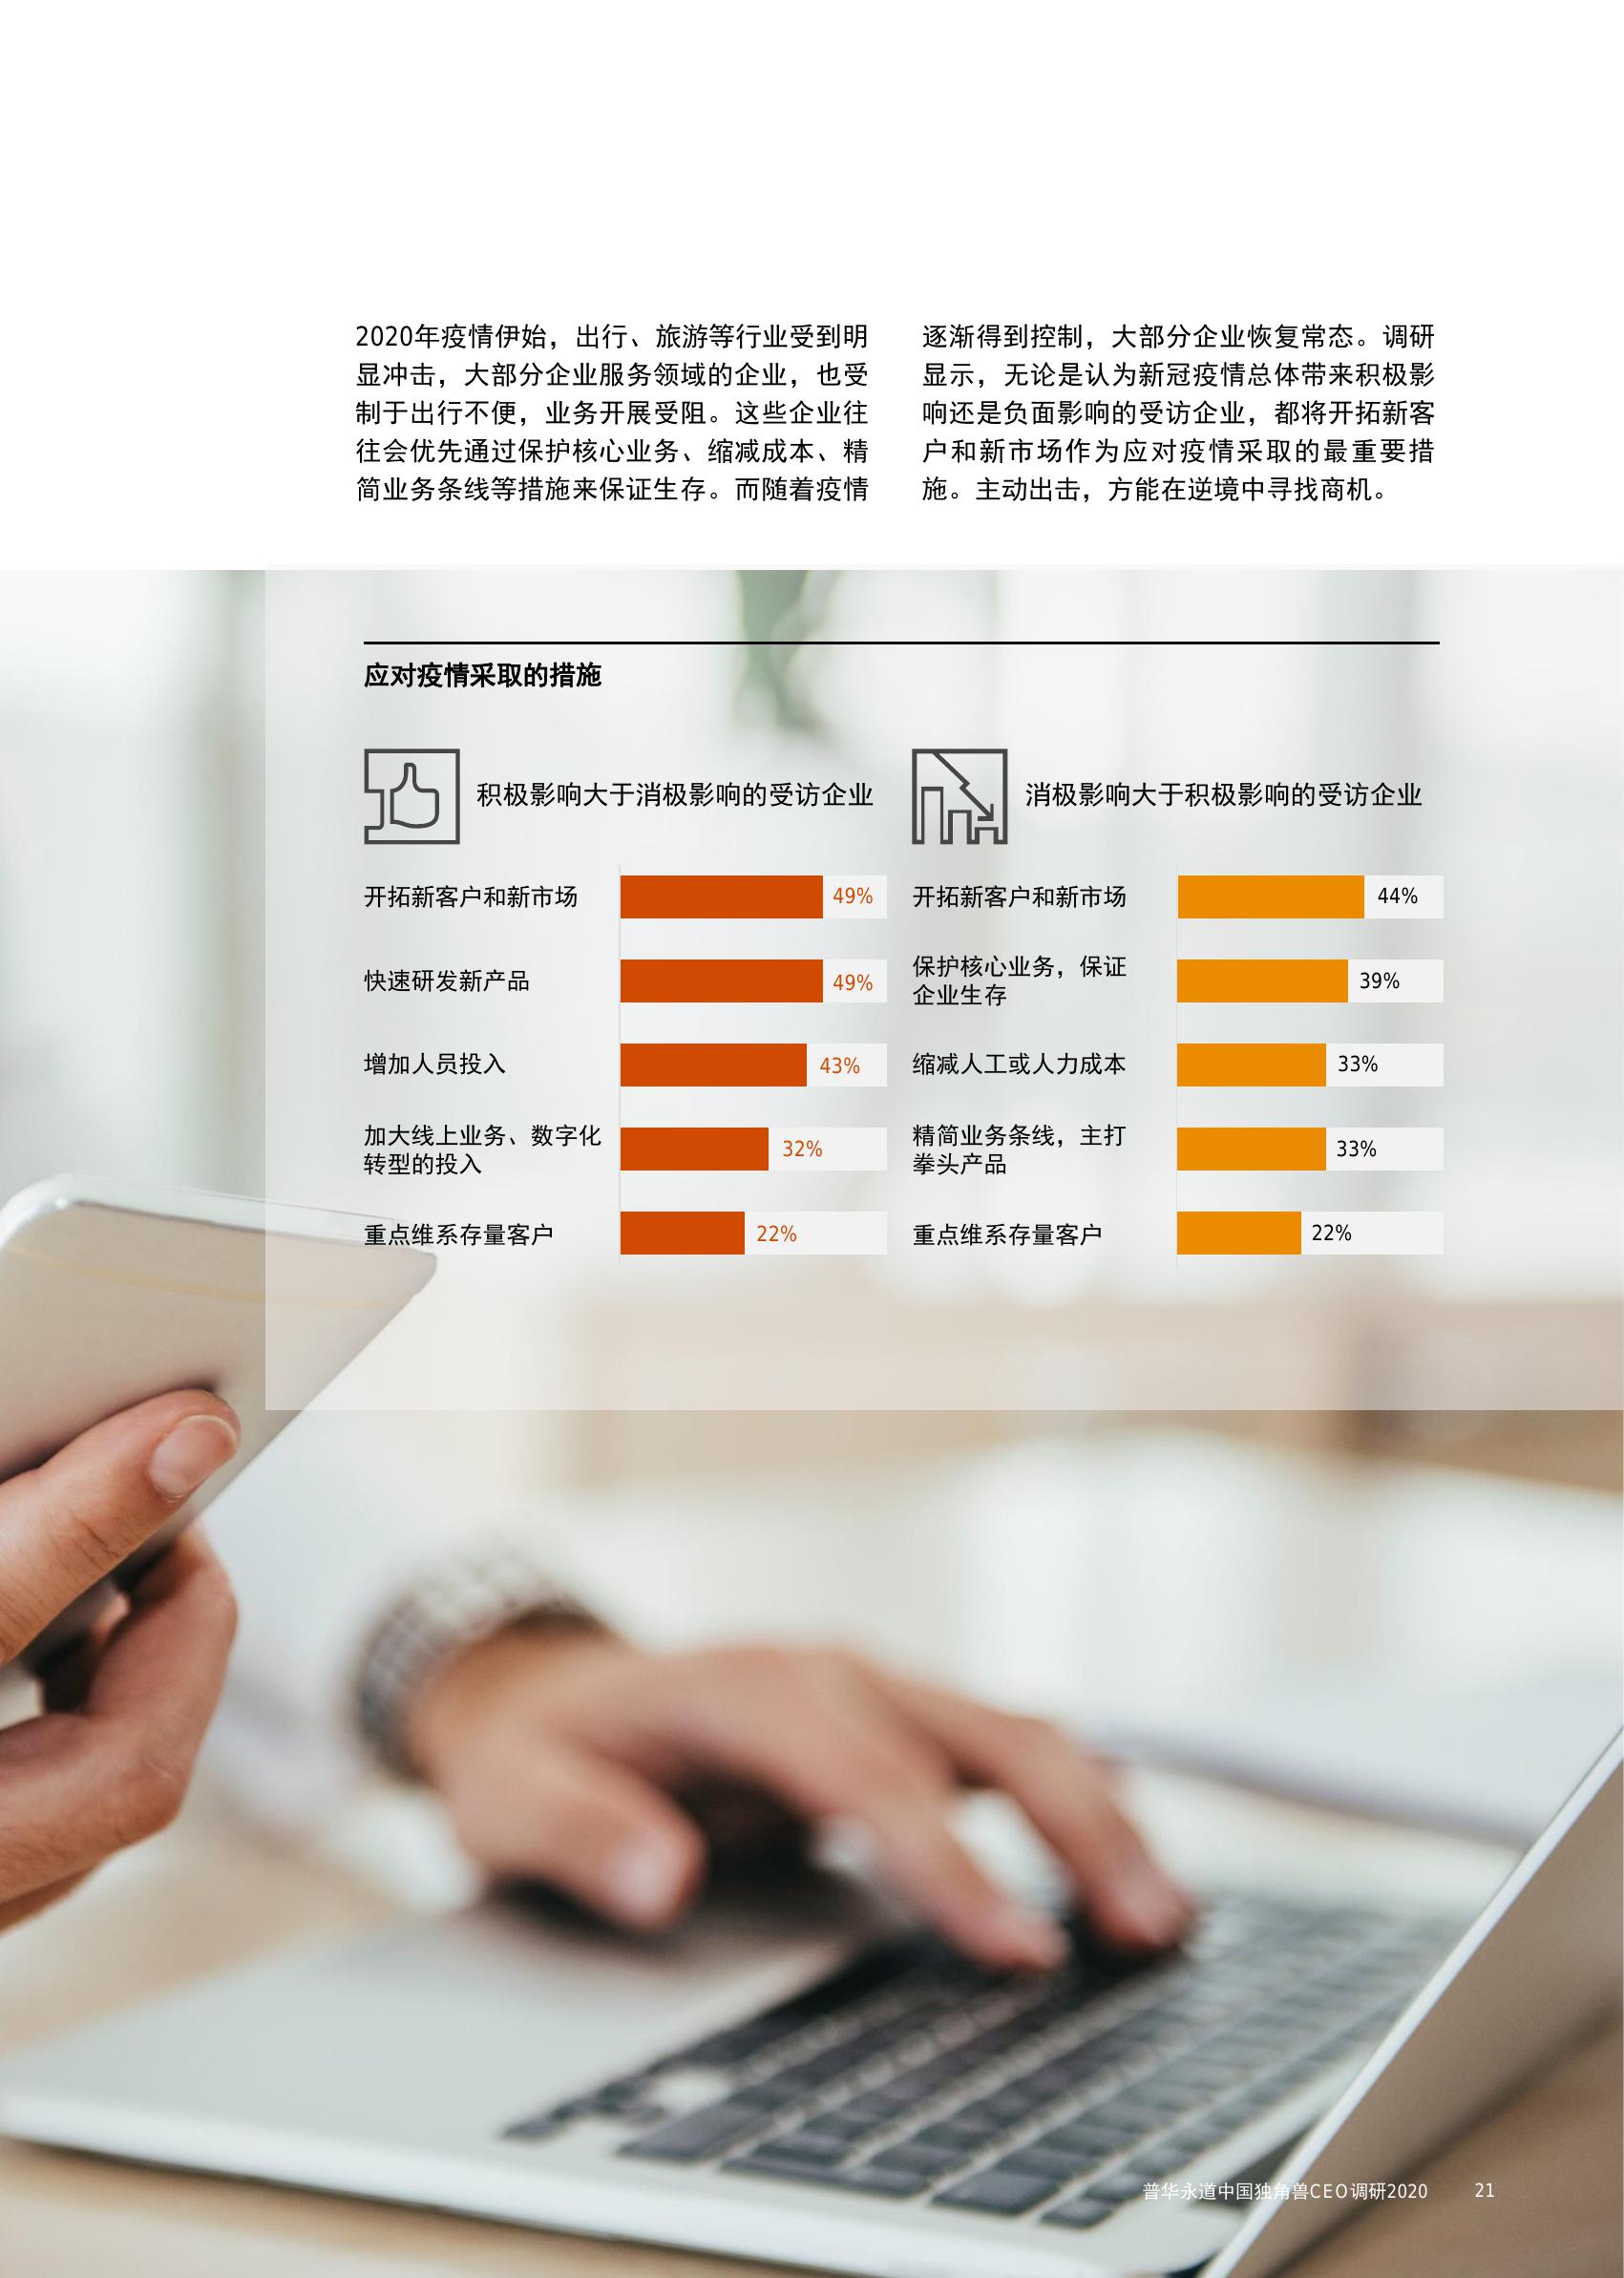 2020年疫情伊始，出行、旅游等行业受到明
显冲击，大部分企业服务领域的企业，也受
制于出行不便，业务开展受阻。这些企业往
往会优先通过保护核心业务、缩减成本、精
简业务条线等措施来保证生存。而随着疫情
逐渐得到控制，大部分企业恢复常态。调研
显示，无论是认为新冠疫情总体带来积极影
响还是负面影响的受访企业，都将开拓新客
户和新市场作为应对疫情采取的最重要措
施。主动出击，方能在逆境中寻找商机。
应对疫情采取的措施
积极影响大于消极影响的受访企业
开拓新客户和新市场 49%
快速研发新产品 49%
增加人员投入 43%
加大线上业务、数字化
转型的投入 32%
重点维系存量客户 22%
消极影响大于积极影响的受访企业
开拓新客户和新市场 44%
保护核心业务，保证
企业生存 39%
缩减人工或人力成本 33%
精简业务条线，主打
拳头产品 33%
重点维系存量客户 22%
普华永道中国独角兽CEO调研2020 21